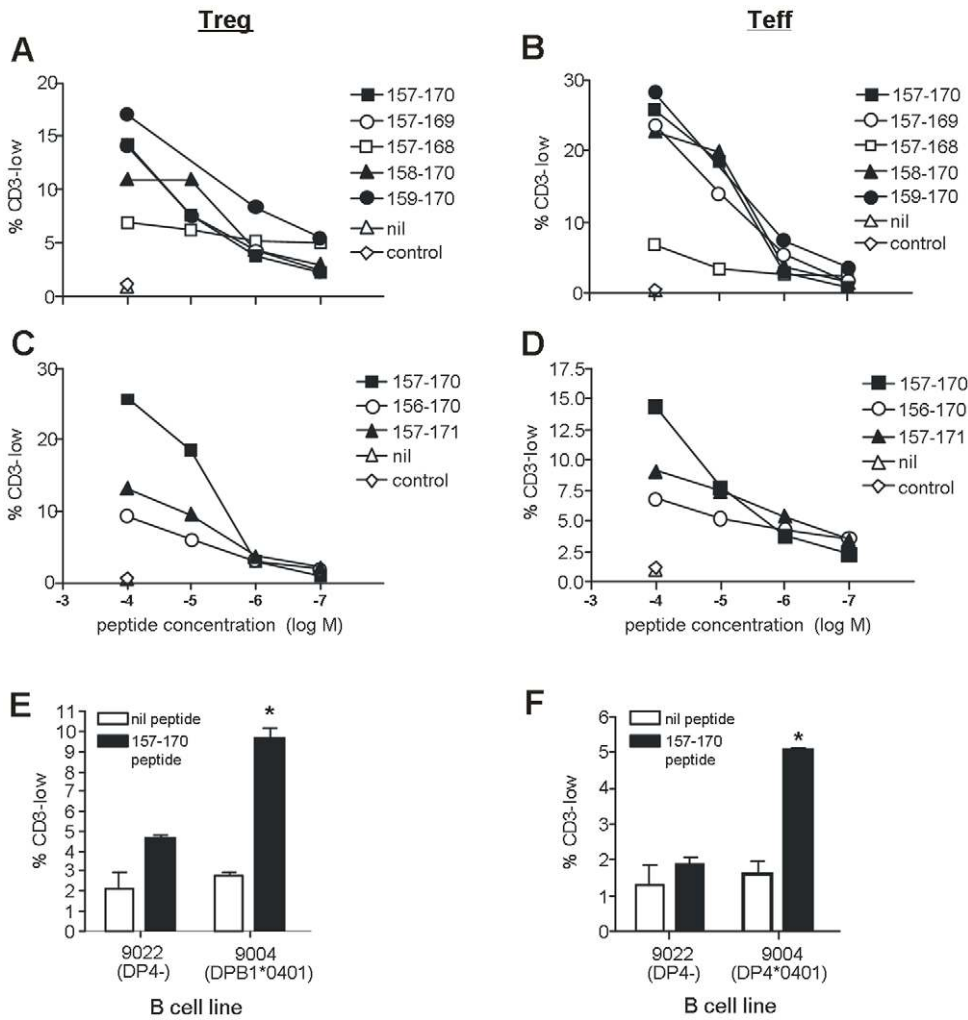 Treg
Teff
A
% CD3-low
20
15
10
5
0
157-170
157-169
157-168
158-170
159-170
nil
control
B
% CD3-low
30
20
10
0
157-170
157-169
157-168
158-170
159-170
nil
control
C
% CD3-low
30
20
10
0
157-170
156-170
157-171
nil
control
-3 -4 -5 -6 -7
peptide concentration (log M)
D
% CD3-low
17.5
15.0
12.5
10.0
7.5
5.0
2.5
0.0
157-170
156-170
157-171
nil
control
-3 -4 -5 -6 -7
peptide concentration (log M)
E
% CD3-low
11
10
9
8
7
6
5
4
3
2
1
0
nil peptide
157-170
peptide
*
9022 9004
(DP4-) (DPB1*0401)
B cell line
F
% CD3-low
6
5
4
3
2
1
0
nil peptide
157-170
peptide
*
9022 9004
(DP4-) (DP4*0401)
B cell line